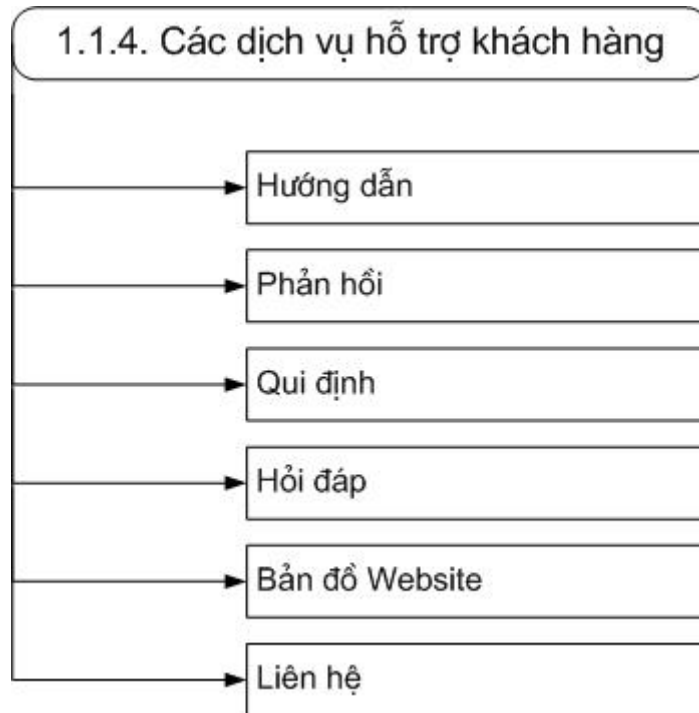 1.1.4. Các dịch vụ hỗ trợ khách hàng
Hướng dẫn
Phản hồi
Qui định
Hỏi đáp
Bản đồ Website
Liên hệ